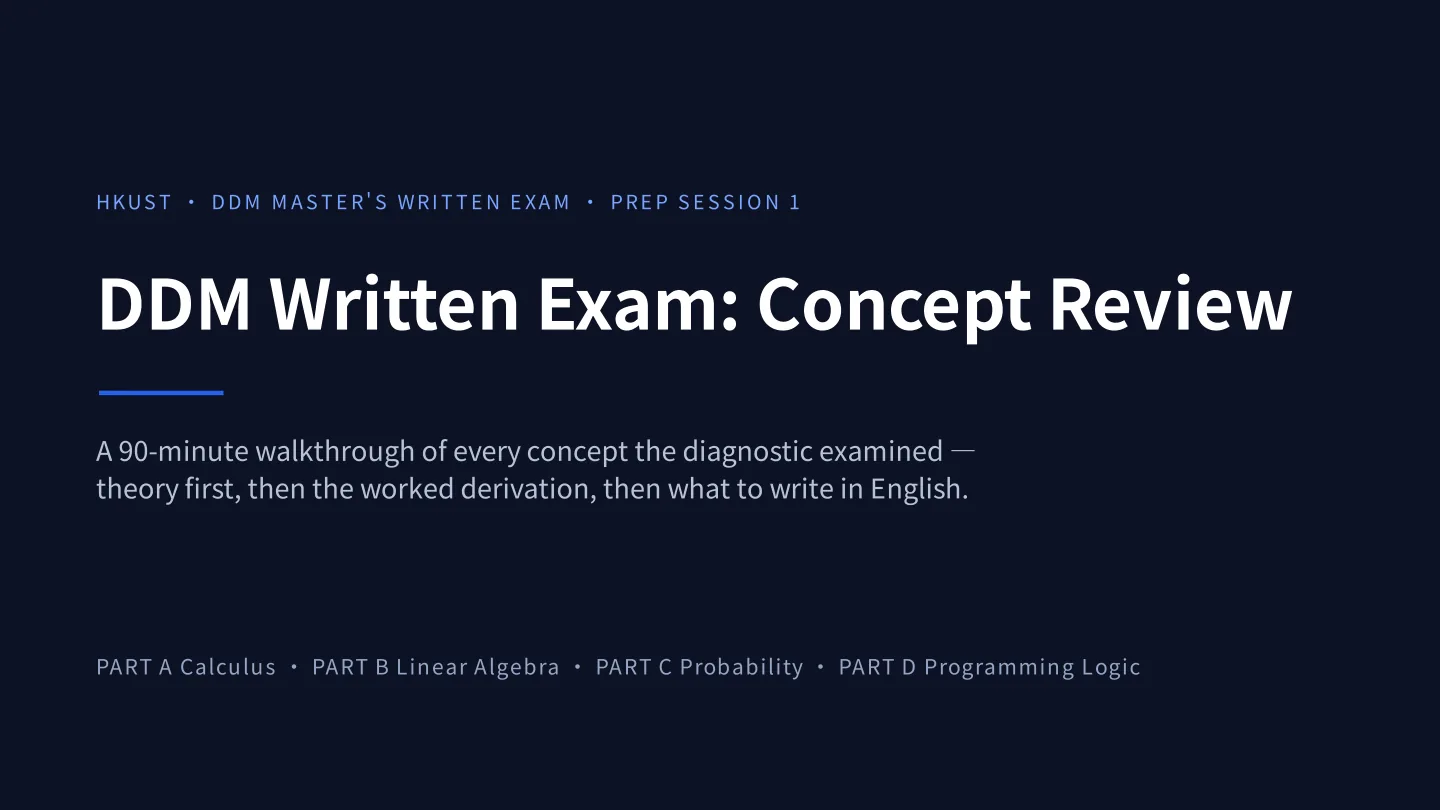 HKUST • DDM MASTER'S WRITTEN EXAM • PREP SESSION 1
DDM Written Exam: Concept Review
A 90-minute walkthrough of every concept the diagnostic examined —
theory first, then the worked derivation, then what to write in English.
PART A Calculus • PART B Linear Algebra • PART C Probability • PART D Programming Logic